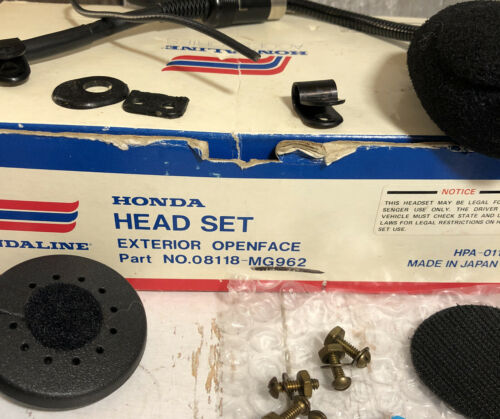 HONDALINE
HONDA
HEAD SET
EXTERIOR OPENFACE
Part NO.08118-MG962
NDALINE
NOTICE
THIS HEADSET MAY BE LEGAL FO
SENGER USE ONLY. THE DRIVER
VEHICLE MUST CHECK STATE AND L
LAWS FOR LEGAL RESTRICTIONS ON H
SET USE.
HPA-011
MADE IN JAPAN